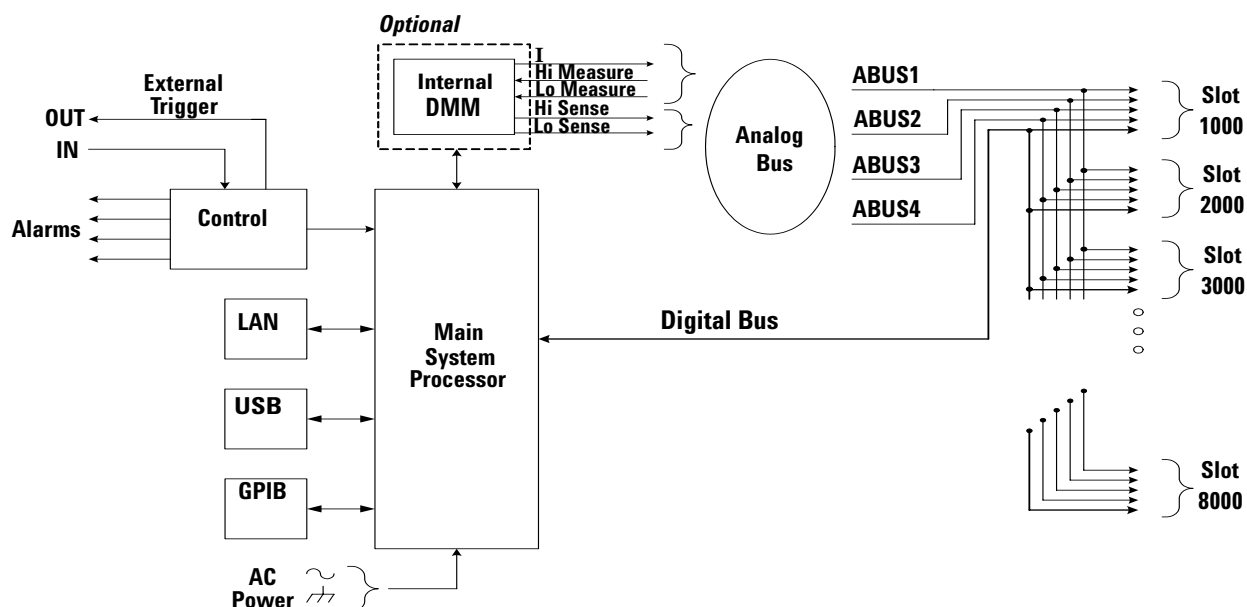 Optional
Internal
DMM
I
Hi Measure
Lo Measure
Hi Sense
Lo Sense
External
Trigger
OUT
IN
Control
Alarms
LAN
USB
GPIB
AC
Power
Main
System
Processor
Digital Bus
Analog
Bus
ABUS1
ABUS2
ABUS3
ABUS4
Slot
1000
Slot
2000
Slot
3000
Slot
8000